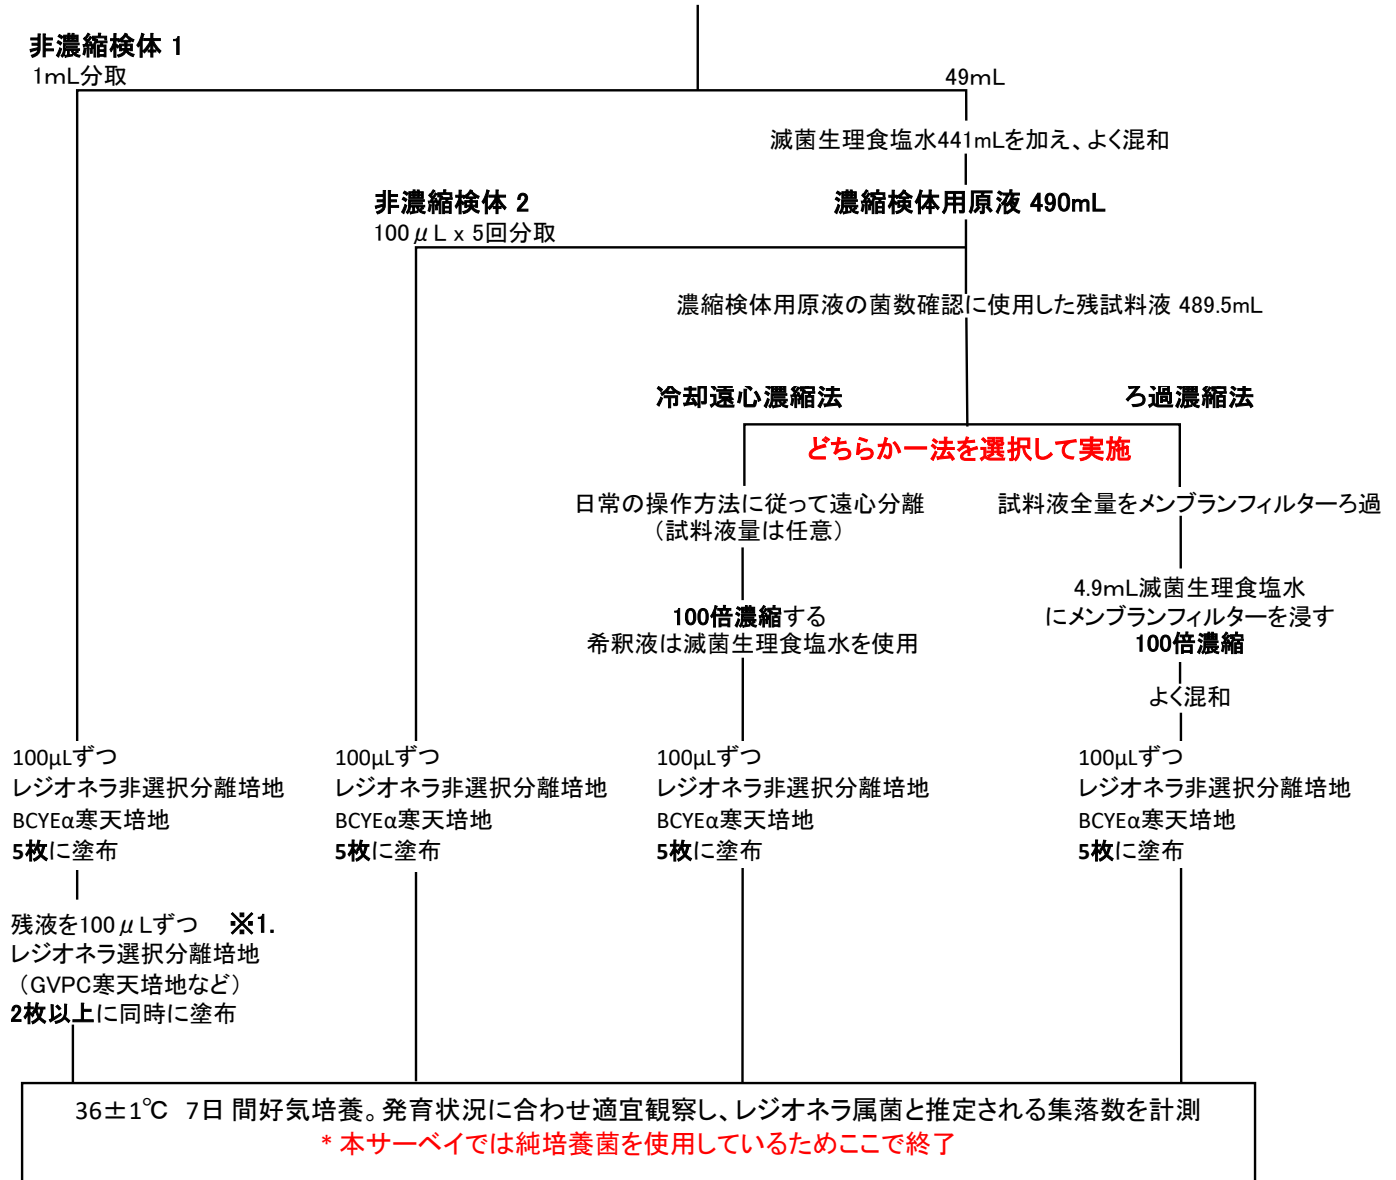 非濃縮検体 1
1mL分取
49mL
滅菌生理食塩水441mLを加え、よく混和
非濃縮検体 2
濃縮検体用原液 490mL
100μL x 5回分取
濃縮検体用原液の菌数確認に使用した残試料液 489.5mL
冷却遠心濃縮法
ろ過濃縮法
どちらか一法を選択して実施
日常の操作方法に従って遠心分離
（試料液量は任意）
試料液全量をメンブランフィルターろ過
100倍濃縮する
希釈液は滅菌生理食塩水を使用
4.9mL滅菌生理食塩水
にメンブランフィルターを浸す
100倍濃縮
よく混和
100μLずつ
レジオネラ非選択分離培地
BCYEα寒天培地
5枚に塗布
100μLずつ
レジオネラ非選択分離培地
BCYEα寒天培地
5枚に塗布
100μLずつ
レジオネラ非選択分離培地
BCYEα寒天培地
5枚に塗布
100μLずつ
レジオネラ非選択分離培地
BCYEα寒天培地
5枚に塗布
残液を100μLずつ ※1.
レジオネラ選択分離培地
（GVPC寒天培地など）
2枚以上に同時に塗布
36±1℃ 7日間好気培養。発育状況に合わせ適宜観察し、レジオネラ属菌と推定される集落数を計測
* 本サーベイでは純培養菌を使用しているためここで終了